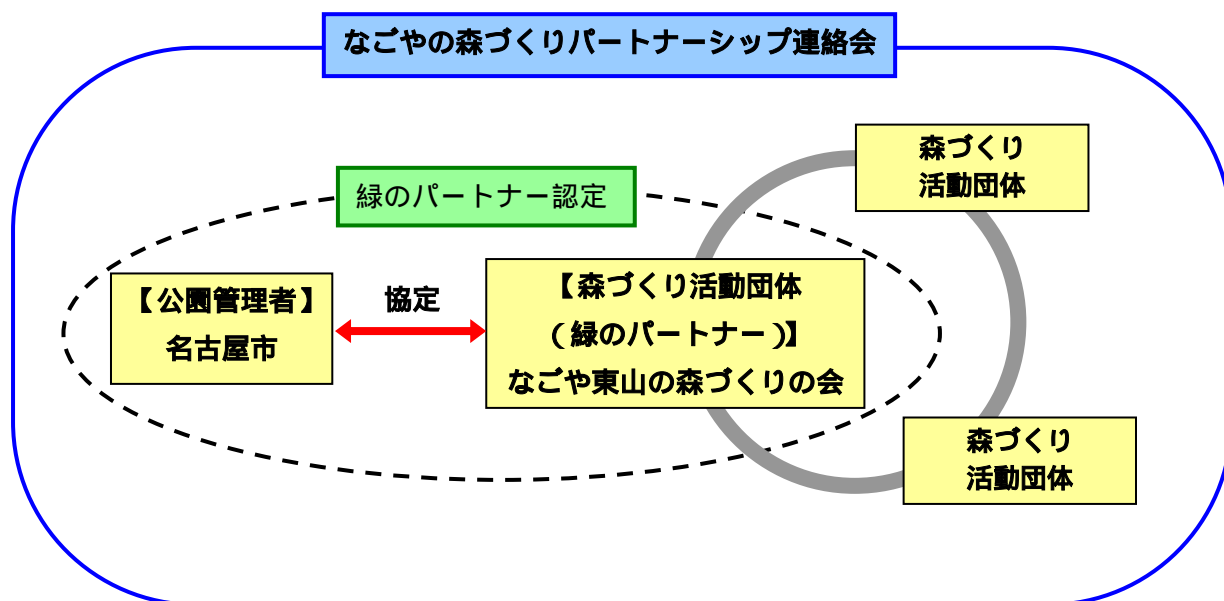 なごやの森づくりパートナーシップ連絡会
森づくり
活動団体
緑のパートナー認定
【公園管理者】
名古屋市
協定
【森づくり活動団体
(緑のパートナー)】
なごや東山の森づくりの会
森づくり
活動団体